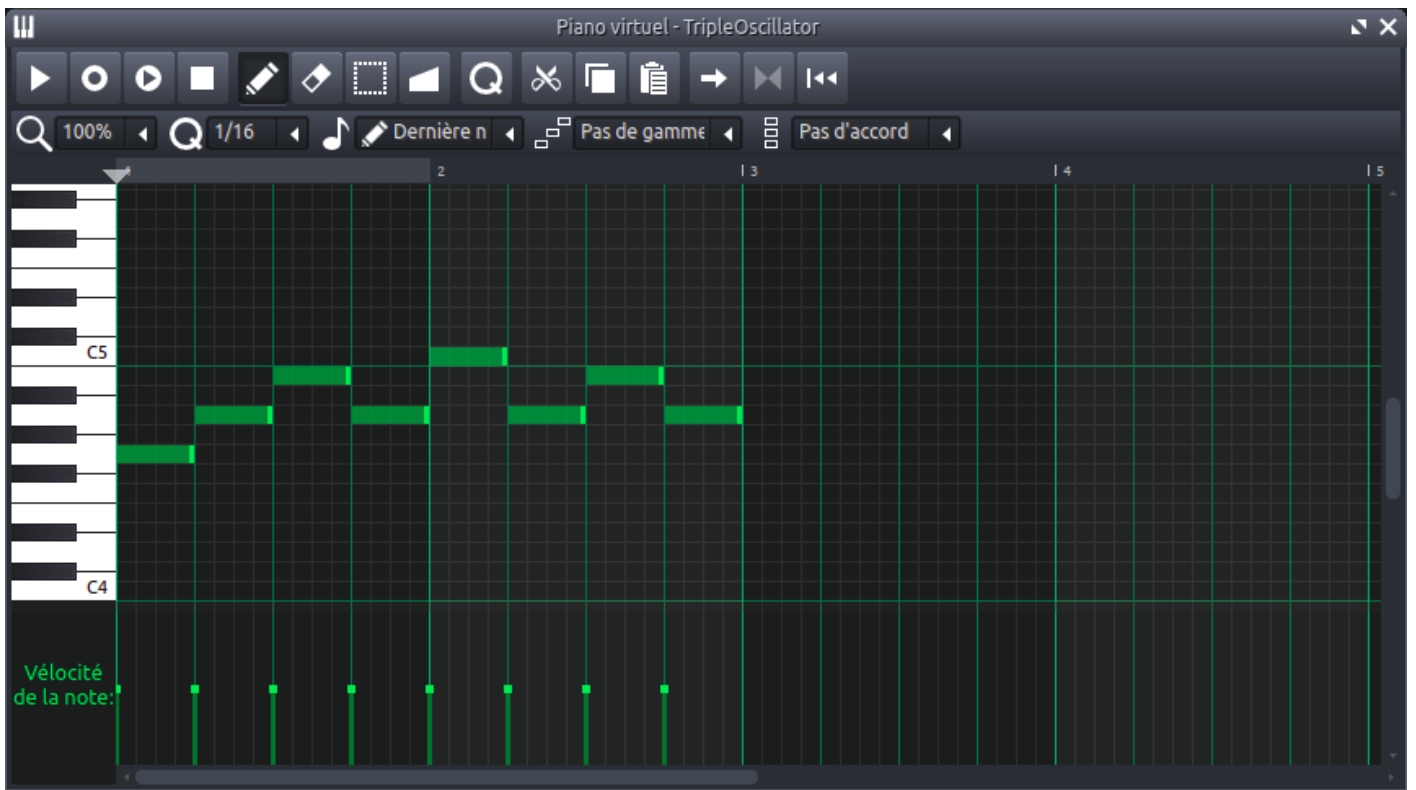 Piano virtuel - TripleOscillator
100% 1/16 Dernière n Pas de gamme Pas d'accord
2 3 4 5
C5
C4
Vélocité
de la note: